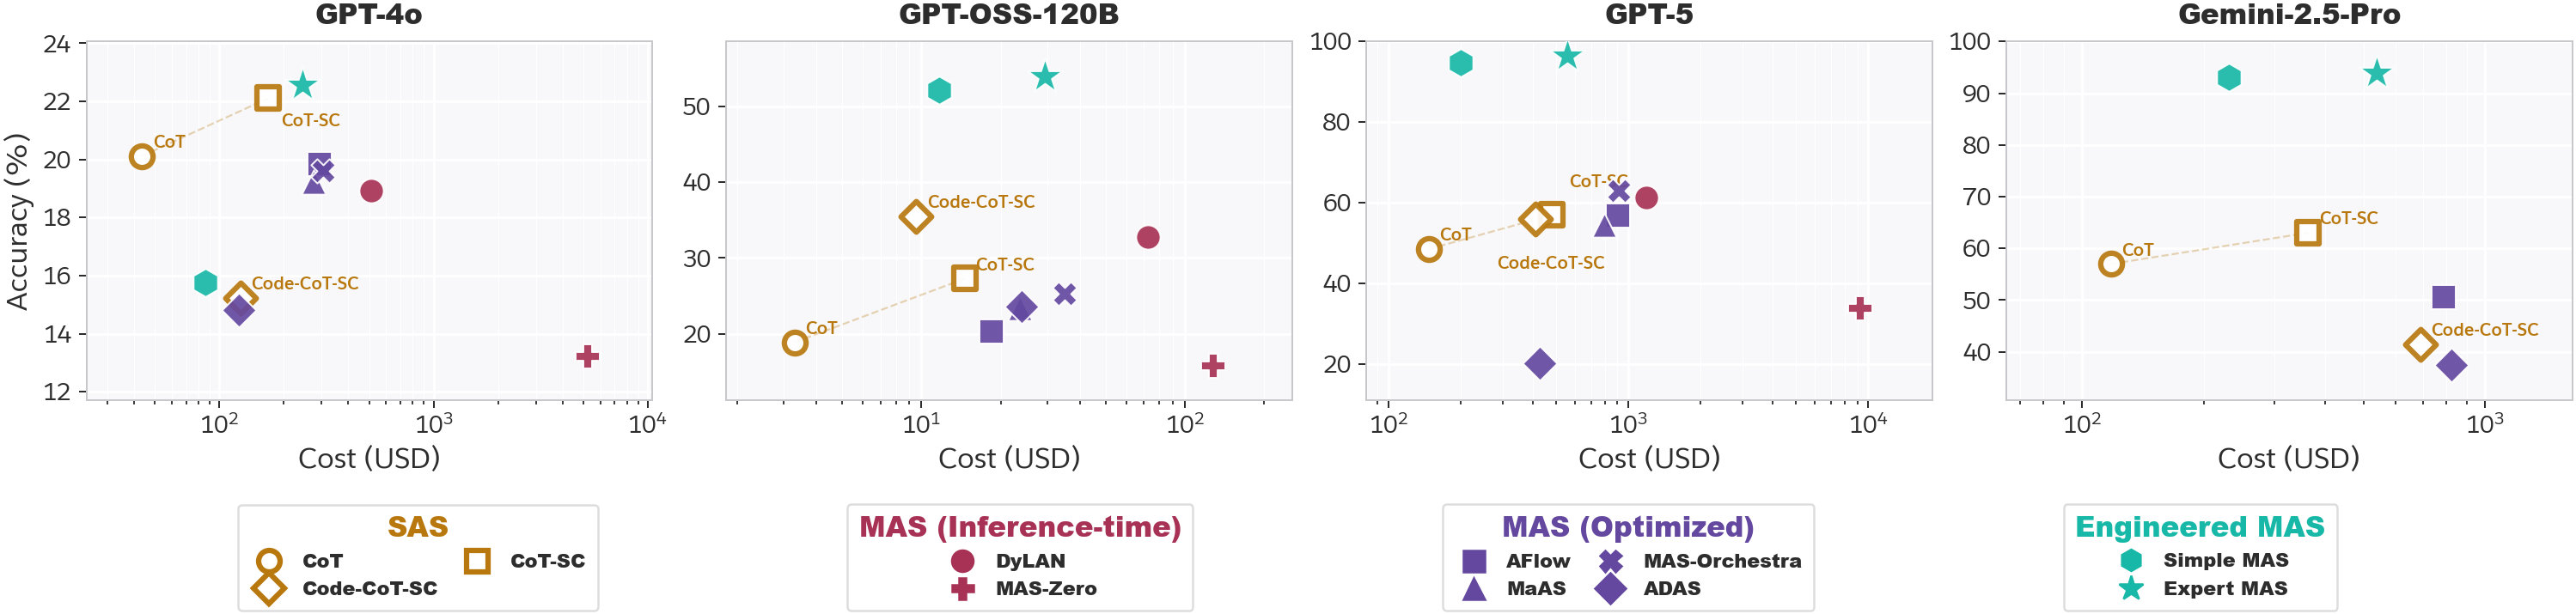 GPT-4o
GPT-OSS-120B
GPT-5
Gemini-2.5-Pro
Accuracy (%)
24
22
20
18
16
14
12
CoT
CoT-SC
Code-CoT-SC
10²
10³
10⁴
Cost (USD)
50
40
30
20
Code-CoT-SC
CoT-SC
CoT
10¹
10²
Cost (USD)
100
80
60
40
20
CoT-SC
CoT
Code-CoT-SC
10²
10³
10⁴
Cost (USD)
100
90
80
70
60
50
40
CoT-SC
CoT
Code-CoT-SC
10²
10³
Cost (USD)
SAS
CoT
CoT-SC
Code-CoT-SC
MAS (Inference-time)
DyLAN
MAS-Zero
MAS (Optimized)
AFlow
MAS-Orchestra
MaAS
ADAS
Engineered MAS
Simple MAS
Expert MAS